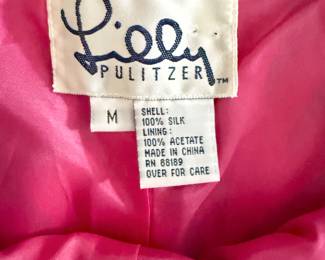 Lilly
PULITZER™
M
SHELL:
100% SILK
LINING:
100% ACETATE
MADE IN CHINA
RN 88189
OVER FOR CARE